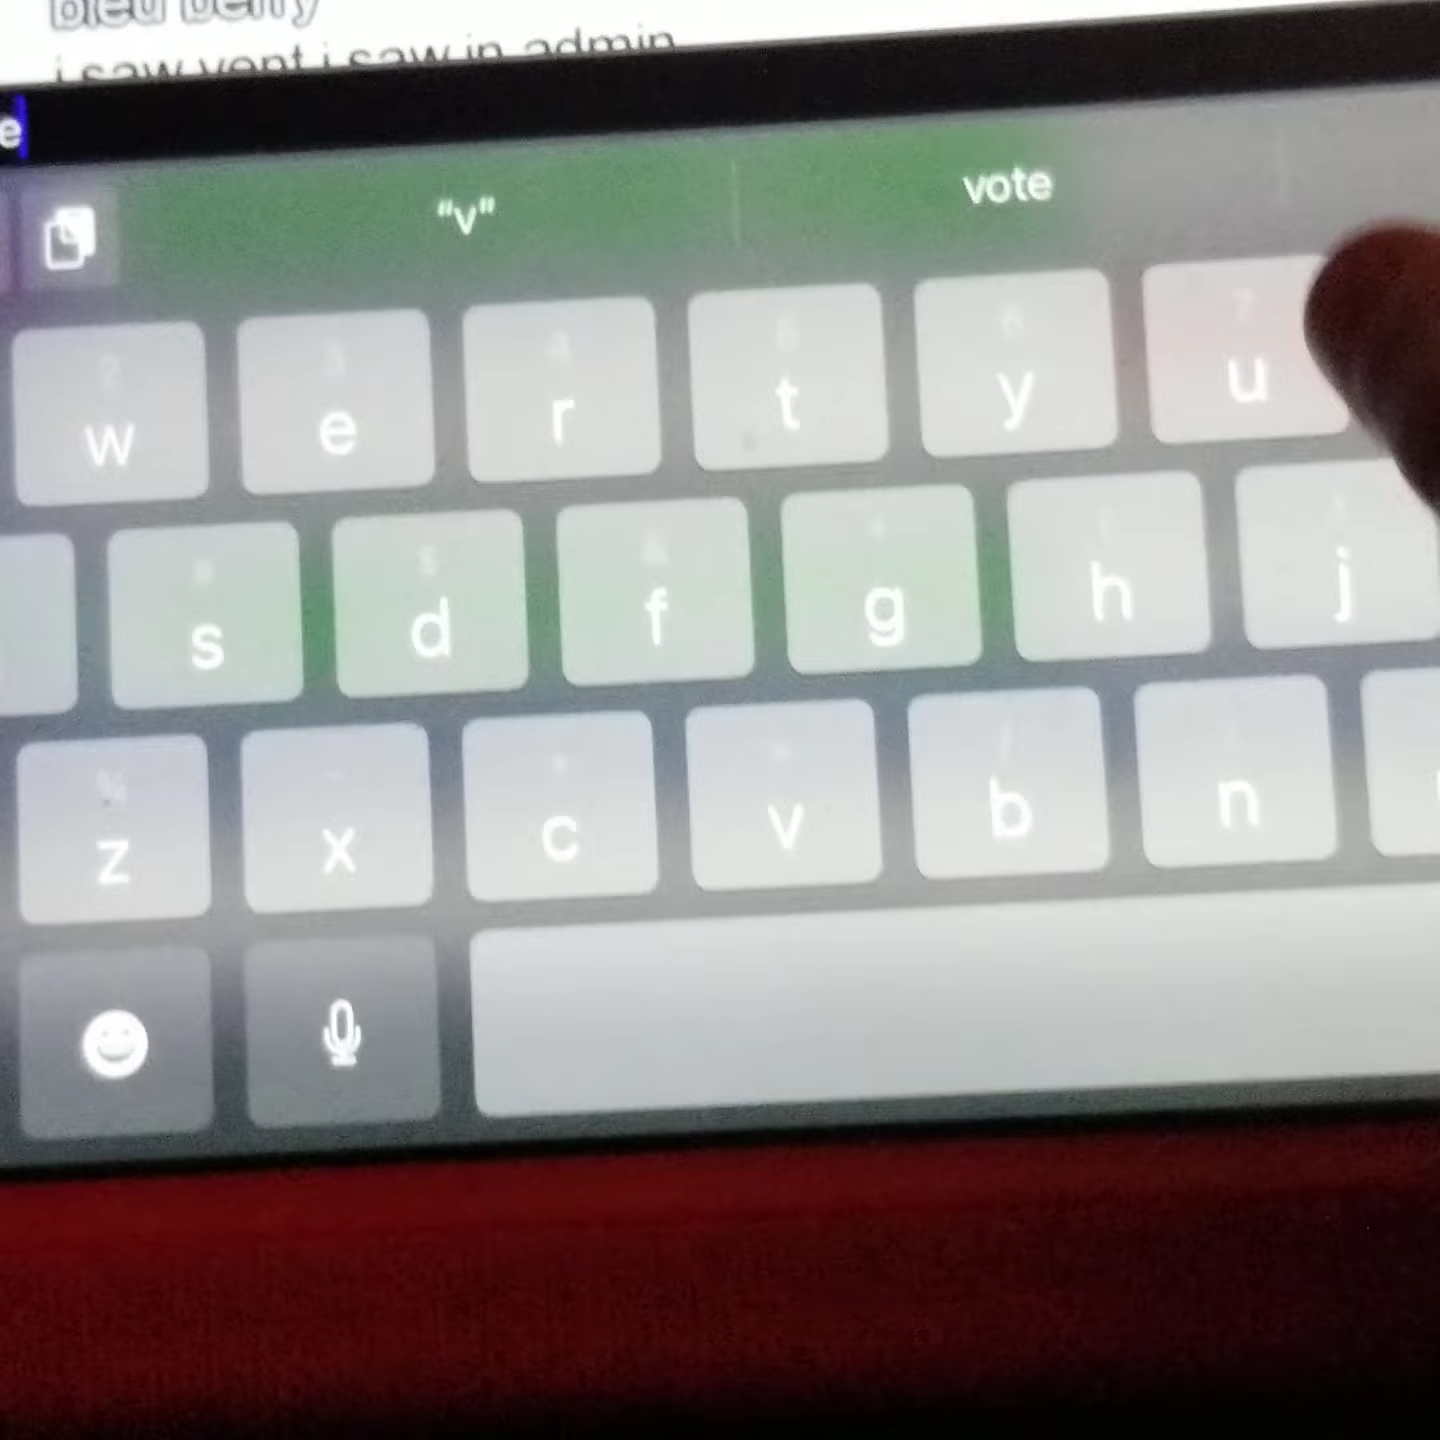 bleu berry
i saw vent i saw in admin
e
“v” vote
w e r t y u
s d f g h j
z x c v b n